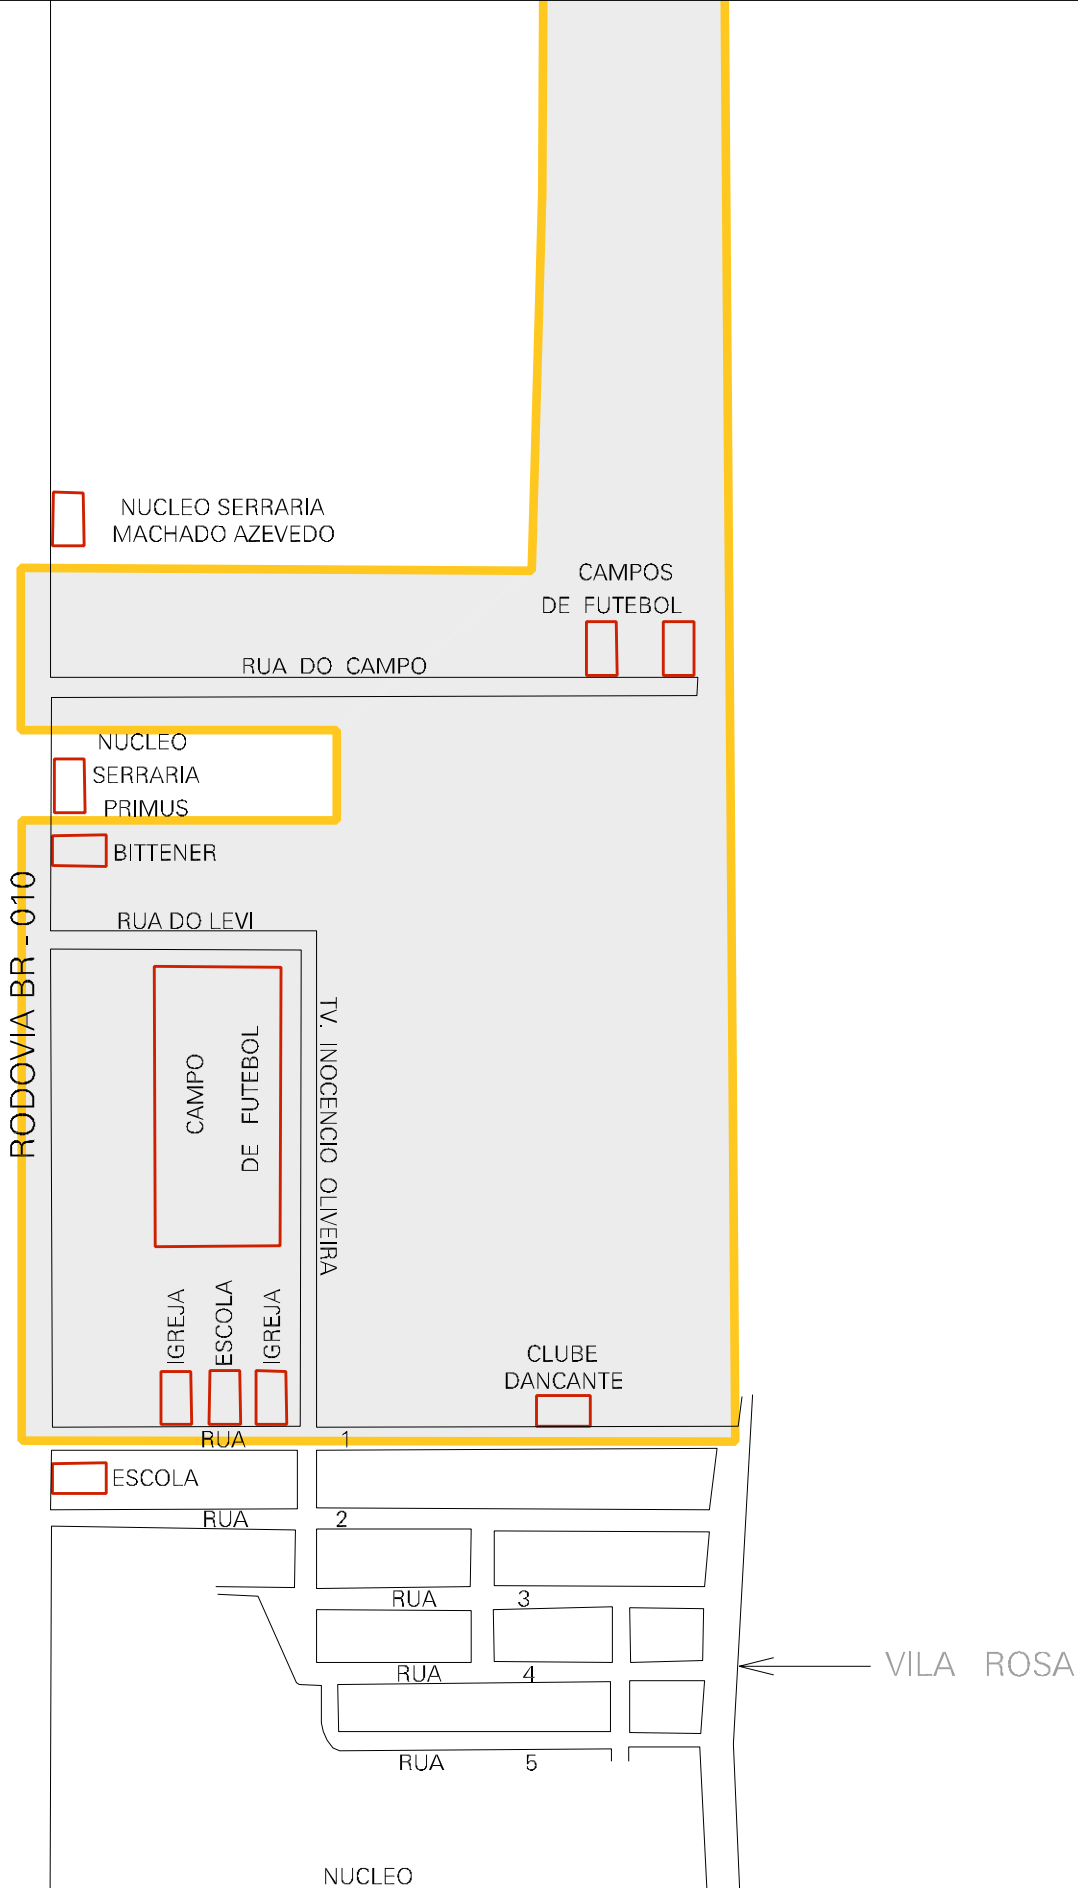 NUCLEO SERRARIA
MACHADO AZEVEDO
CAMPOS
DE FUTEBOL
RUA DO CAMPO
NUCLEO
SERRARIA
PRIMUS
BITTENER
RODOVIA BR - 010
RUA DO LEVI
CAMPO
DE FUTEBOL
TV. INOCENCIO OLIVEIRA
IGREJA
ESCOLA
IGREJA
CLUBE
DANCANTE
RUA 1
ESCOLA
RUA 2
RUA 3
RUA 4
VILA ROSA
RUA 5
NUCLEO